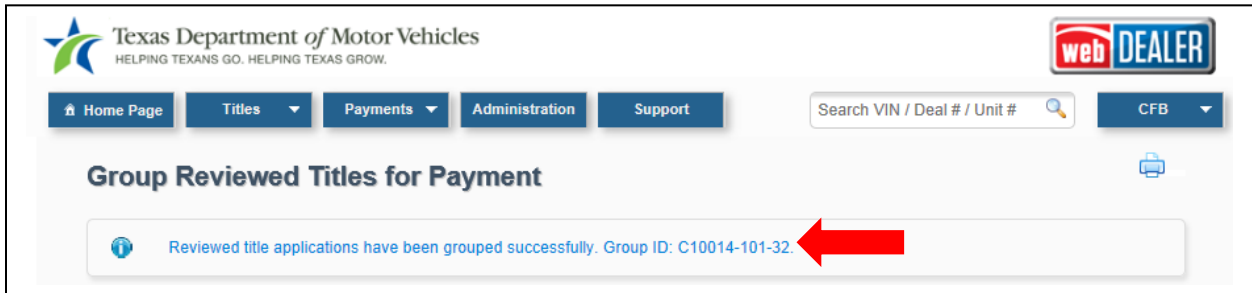 Texas Department of Motor Vehicles
HELPING TEXANS GO. HELPING TEXAS GROW.
web DEALER
Home Page Titles Payments Administration Support Search VIN / Deal # / Unit # CFB
Group Reviewed Titles for Payment
Reviewed title applications have been grouped successfully. Group ID: C10014-101-32.